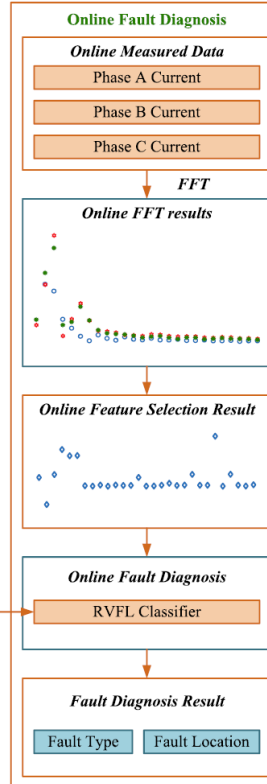 Online Fault Diagnosis
Online Measured Data
Phase A Current
Phase B Current
Phase C Current
FFT
Online FFT results
Online Feature Selection Result
Online Fault Diagnosis
RVFL Classifier
Fault Diagnosis Result
Fault Type
Fault Location